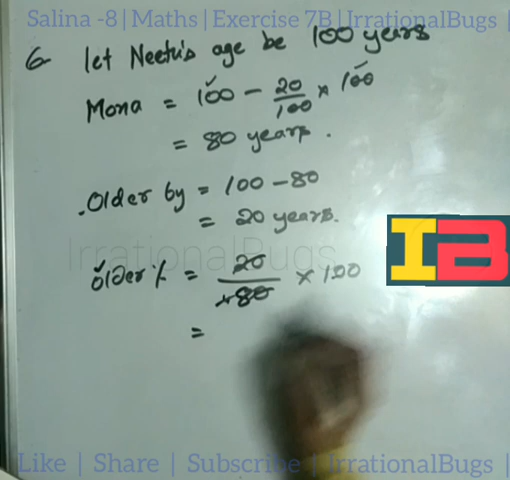 Salina -8 | Maths | Exercise 7B | IrrationalBugs |
6 let Neetu's age be 100 years
Mona = 100 - 20/100 × 100
= 80 years.
Older by = 100 - 80
= 20 years.
IrrationalBugs
IB
Older % = 20/80 × 100
=
Like | Share | Subscribe | IrrationalBugs |